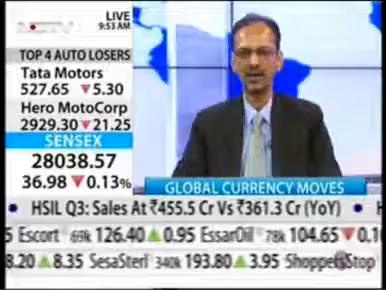 LIVE
9:53 AM
TOP 4 AUTO LOSERS
Tata Motors
527.65 ▼ 5.30
Hero MotoCorp
2929.30 ▼ 21.25
SENSEX
28038.57
36.98 ▼ 0.13%
GLOBAL CURRENCY MOVES
HSIL Q3: Sales At ₹455.5 Cr Vs ₹361.3 Cr (YoY)
Escort 69k 126.40 ▲ 0.95 EssarOil 78k 104.65 ▼
8.20 ▲ 8.35 SesaSterl 340k 193.80 ▲ 3.95 ShoppersStop